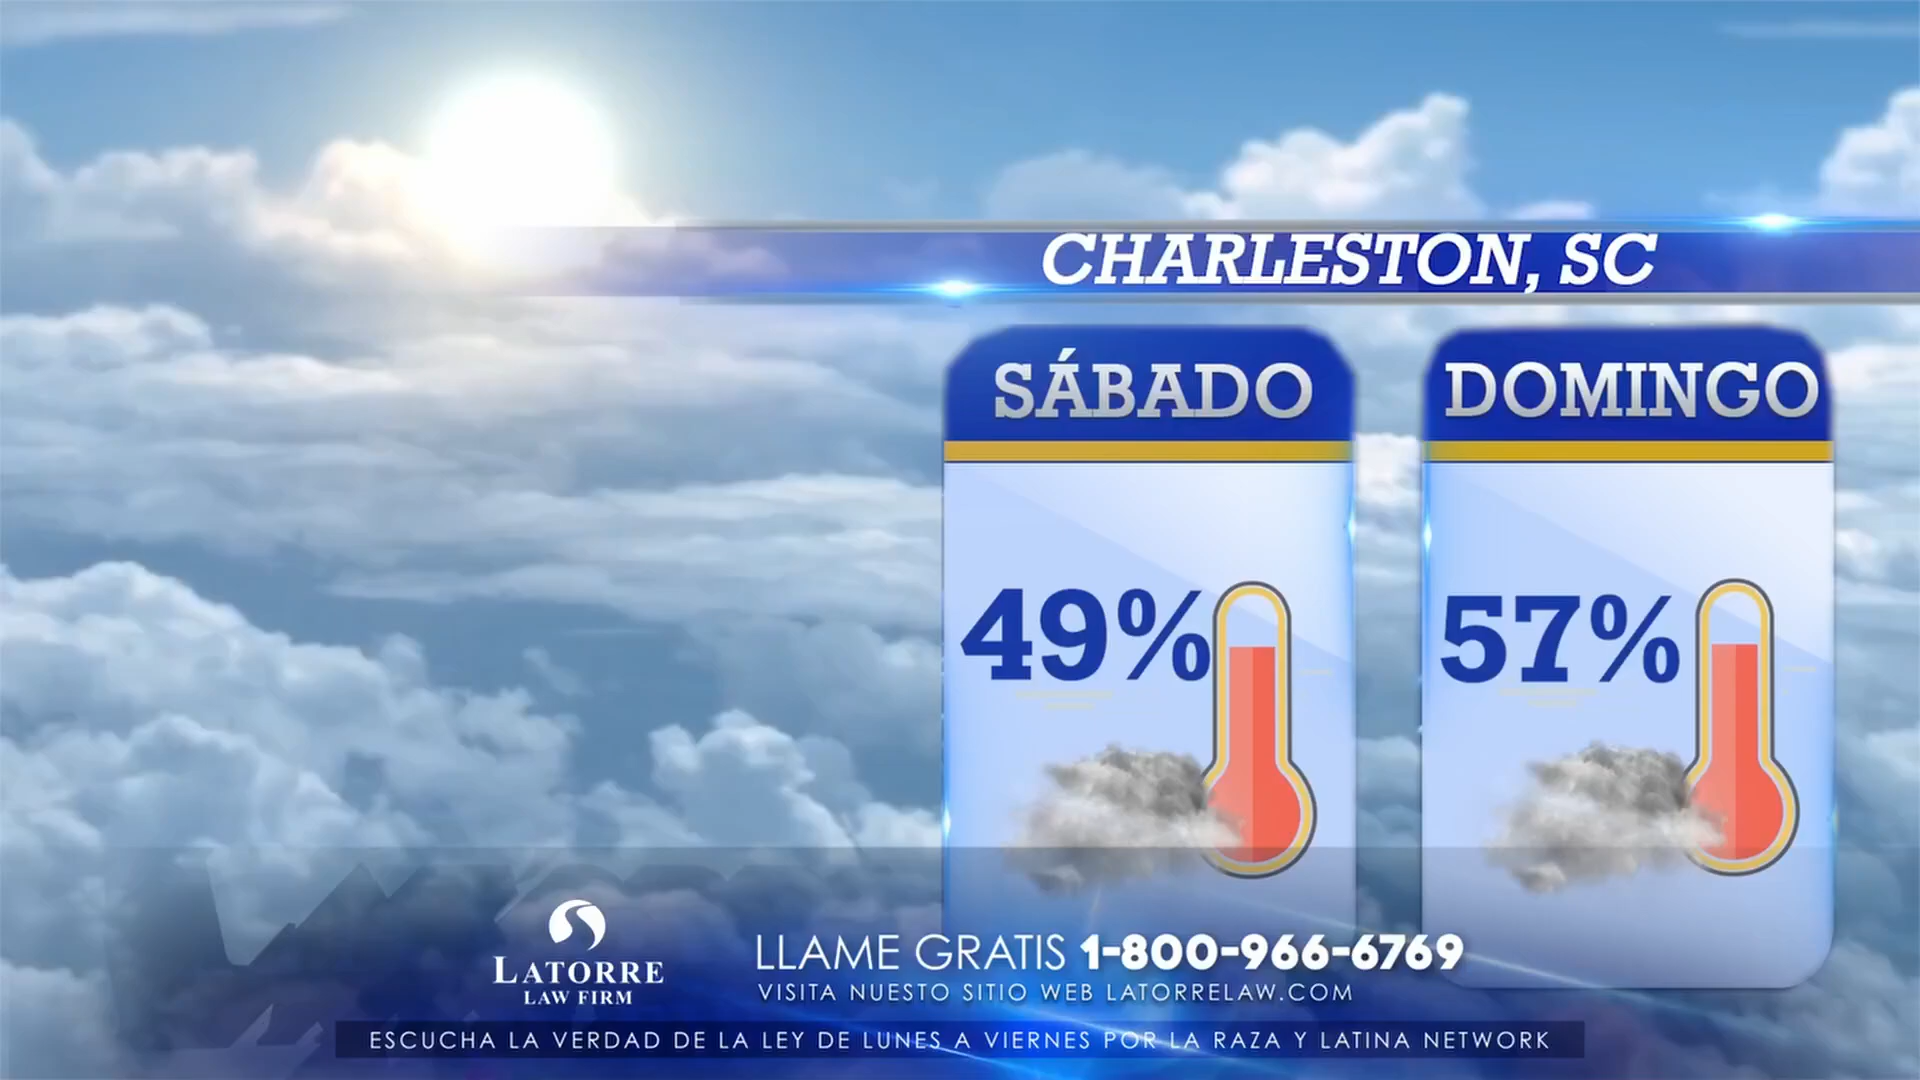 CHARLESTON, SC
SÁBADO
DOMINGO
49%
57%
LATORRE
LAW FIRM
LLAME GRATIS 1-800-966-6769
VISITA NUESTO SITIO WEB LATORRELAW.COM
ESCUCHA LA VERDAD DE LA LEY DE LUNES A VIERNES POR LA RAZA Y LATINA NETWORK